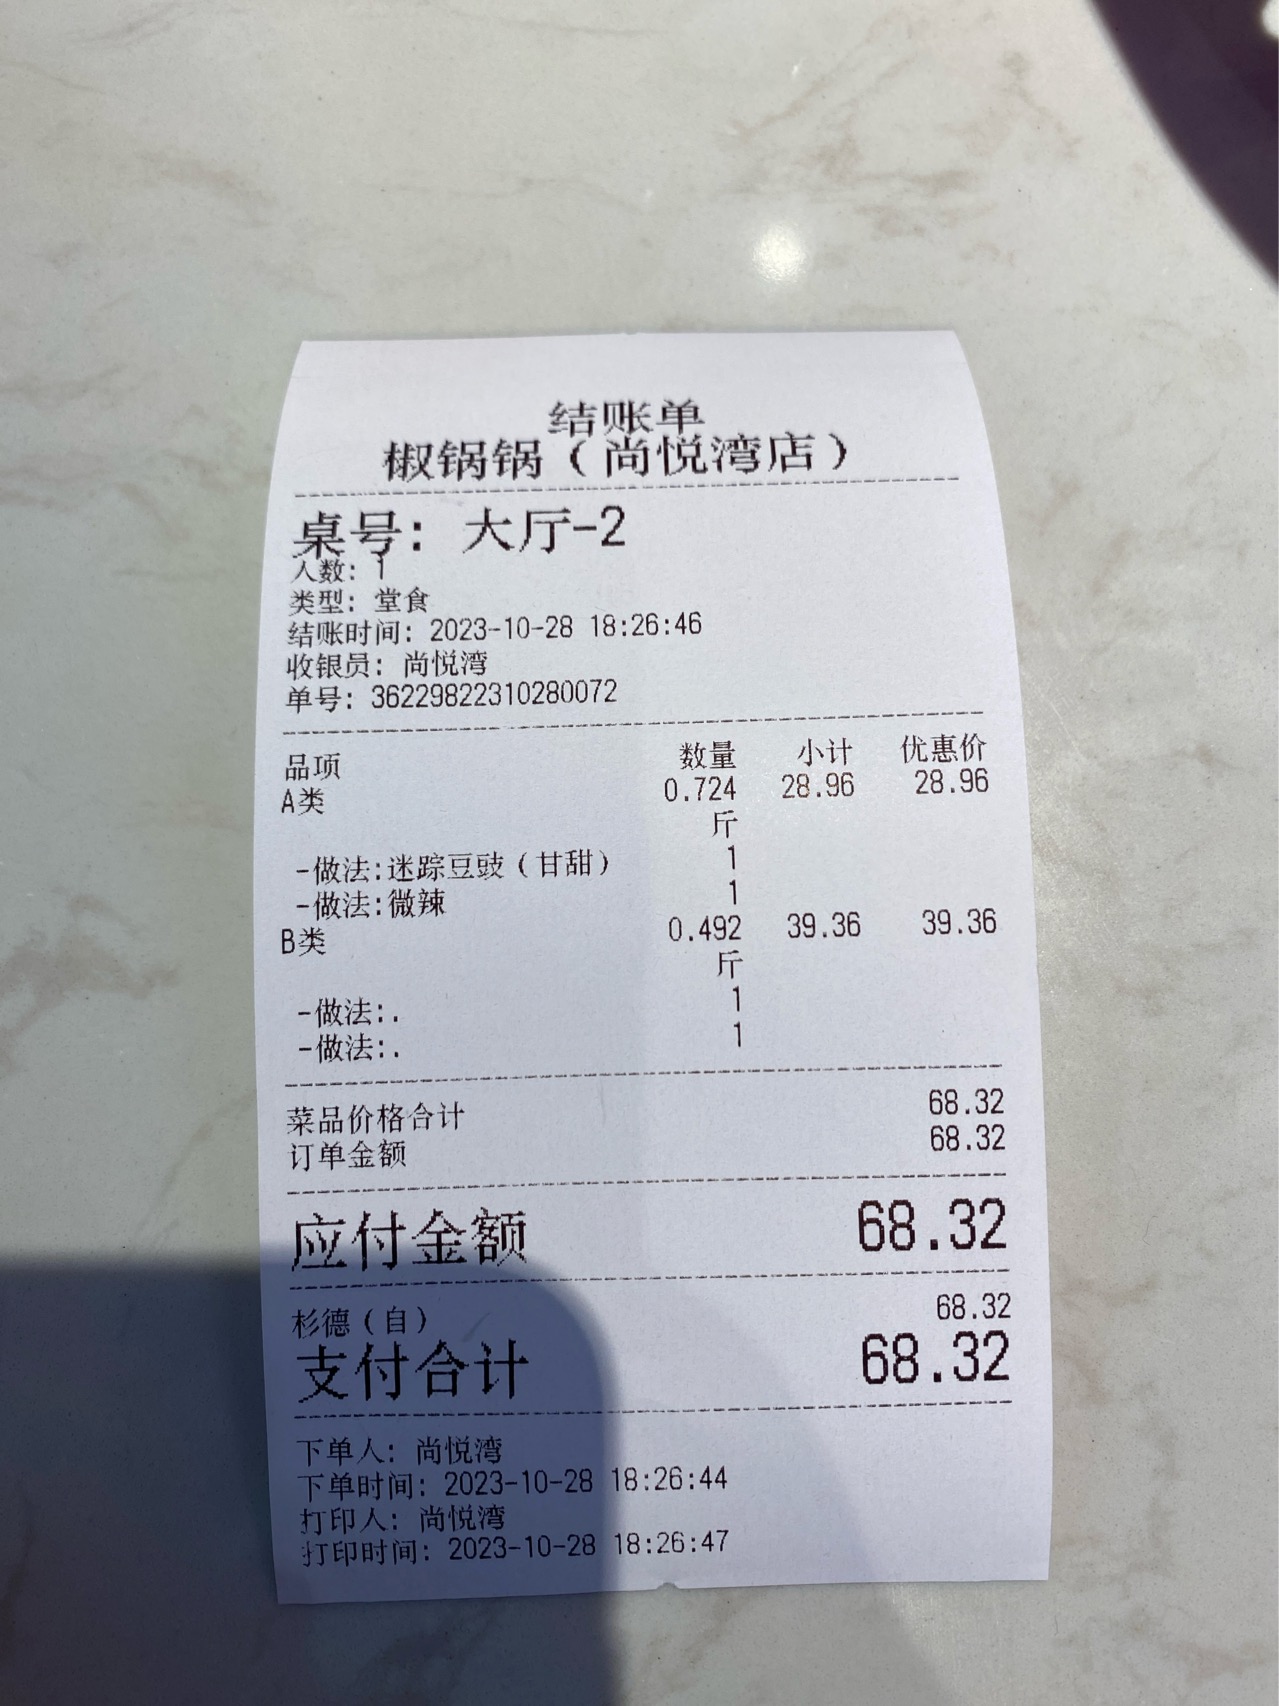 结账单
椒锅锅（尚悦湾店）
桌号：大厅-2
人数：1
类型：堂食
结账时间：2023-10-28 18:26:46
收银员：尚悦湾
单号：36229822310280072
品项 数量 小计 优惠价
A类 0.724 28.96 28.96
斤
-做法:迷踪豆豉（甘甜） 1
-做法:微辣 1
B类 0.492 39.36 39.36
斤
-做法:. 1
-做法:. 1
菜品价格合计 68.32
订单金额 68.32
应付金额 68.32
杉德（自） 68.32
支付合计 68.32
下单人：尚悦湾
下单时间：2023-10-28 18:26:44
打印人：尚悦湾
打印时间：2023-10-28 18:26:47